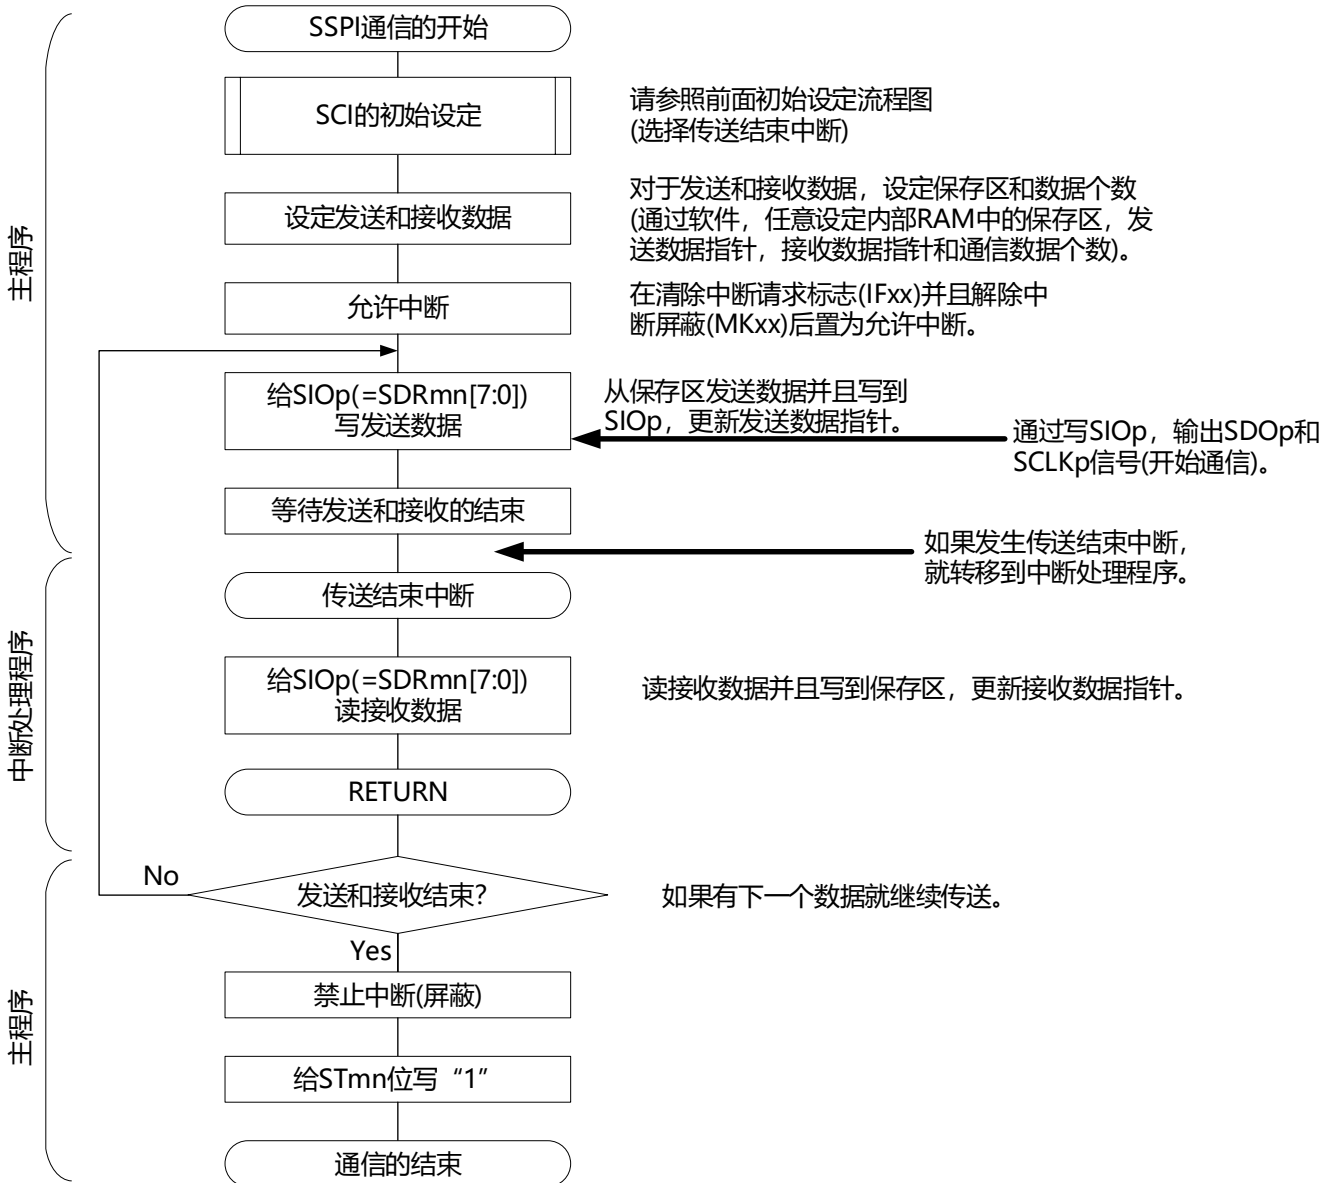 SSPI通信的开始
SCI的初始设定
请参照前面初始设定流程图
(选择传送结束中断)
设定发送和接收数据
对于发送和接收数据，设定保存区和数据个数
(通过软件，任意设定内部RAM中的保存区，发
送数据指针，接收数据指针和通信数据个数)。
主程序
允许中断
在清除中断请求标志(IFxx)并且解除中
断屏蔽(MKxx)后置为允许中断。
给SIOp(=SDRmn[7:0])
写发送数据
从保存区发送数据并且写到
SIOp，更新发送数据指针。
通过写SIOp，输出SDOp和
SCLKp信号(开始通信)。
等待发送和接收的结束
如果发生传送结束中断，
就转移到中断处理程序。
传送结束中断
中断处理程序
给SIOp(=SDRmn[7:0])
读接收数据
读接收数据并且写到保存区，更新接收数据指针。
RETURN
No
发送和接收结束?
如果有下一个数据就继续传送。
Yes
禁止中断(屏蔽)
主程序
给STmn位写“1”
通信的结束